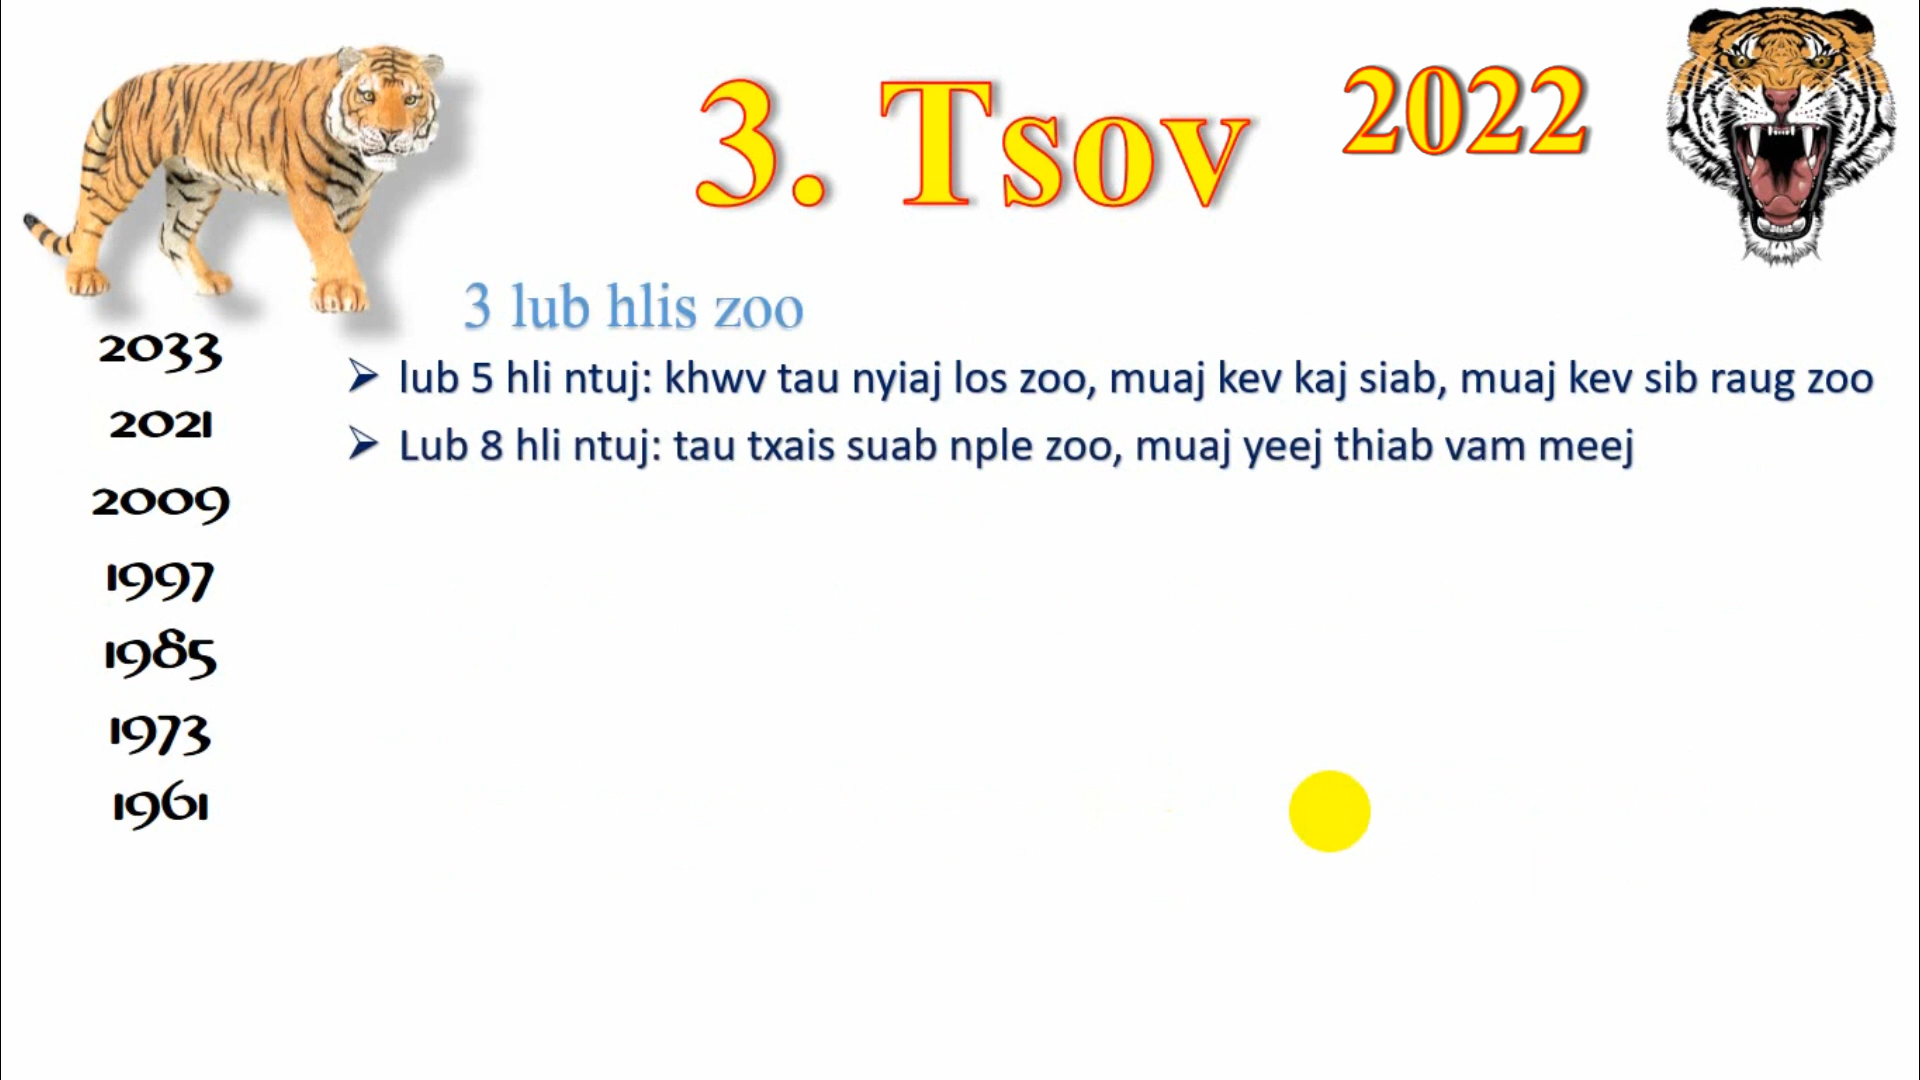 3. Tsov
2022
3 lub hlis zoo
lub 5 hli ntuj: khwv tau nyiaj los zoo, muaj kev kaj siab, muaj kev sib raug zoo
Lub 8 hli ntuj: tau txais suab nple zoo, muaj yeej thiab vam meej
2033
2021
2009
1997
1985
1973
1961